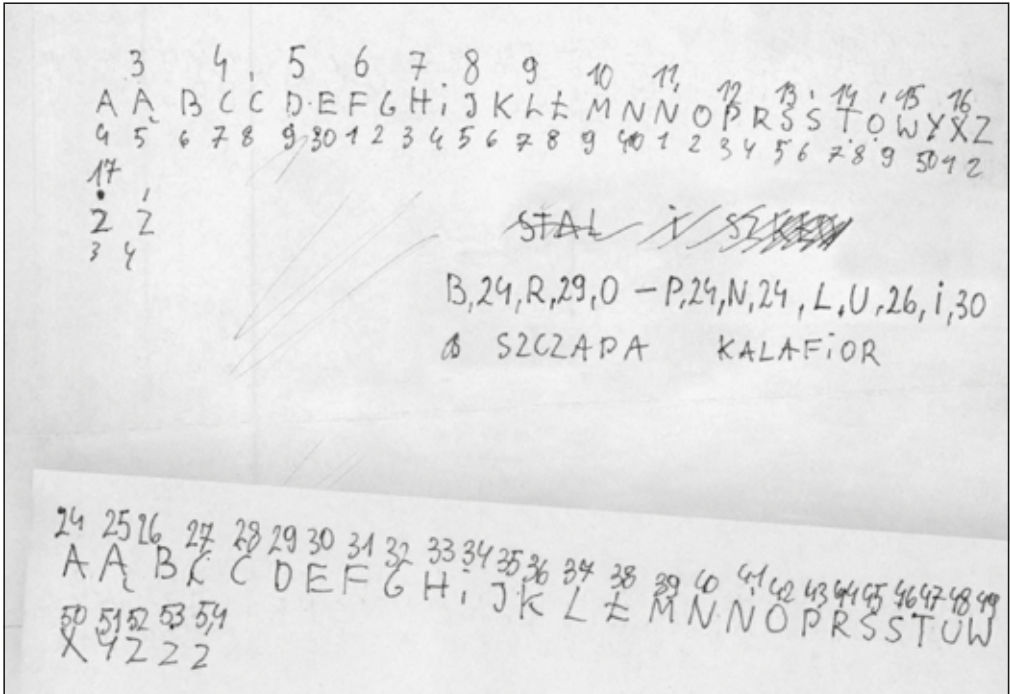 3 4 5 6 7 8 9 10 11 12 13 14 15 16
A Ą B C Ć D E F G H i J K L Ł M N Ń O P R S Ś T Ó W Y X Z
4 5 6 7 8 9 30 1 2 3 4 5 6 7 8 9 40 1 2 3 4 5 6 7 8 9 50 1 2
17
Ż Ź
3 4
STAL i
B,24,R,29,O – P,24,N,24,L,U,26,i,30
SZCZAPA KALAFiOR
24 25 26 27 28 29 30 31 32 33 34 35 36 37 38 39 40 41 42 43 44 45 46 47 48 49
A Ą B C Ć D E F G H i J K L Ł M N Ń O P R S Ś T U W
50 51 52 53 54
X Y Z Ż Ź